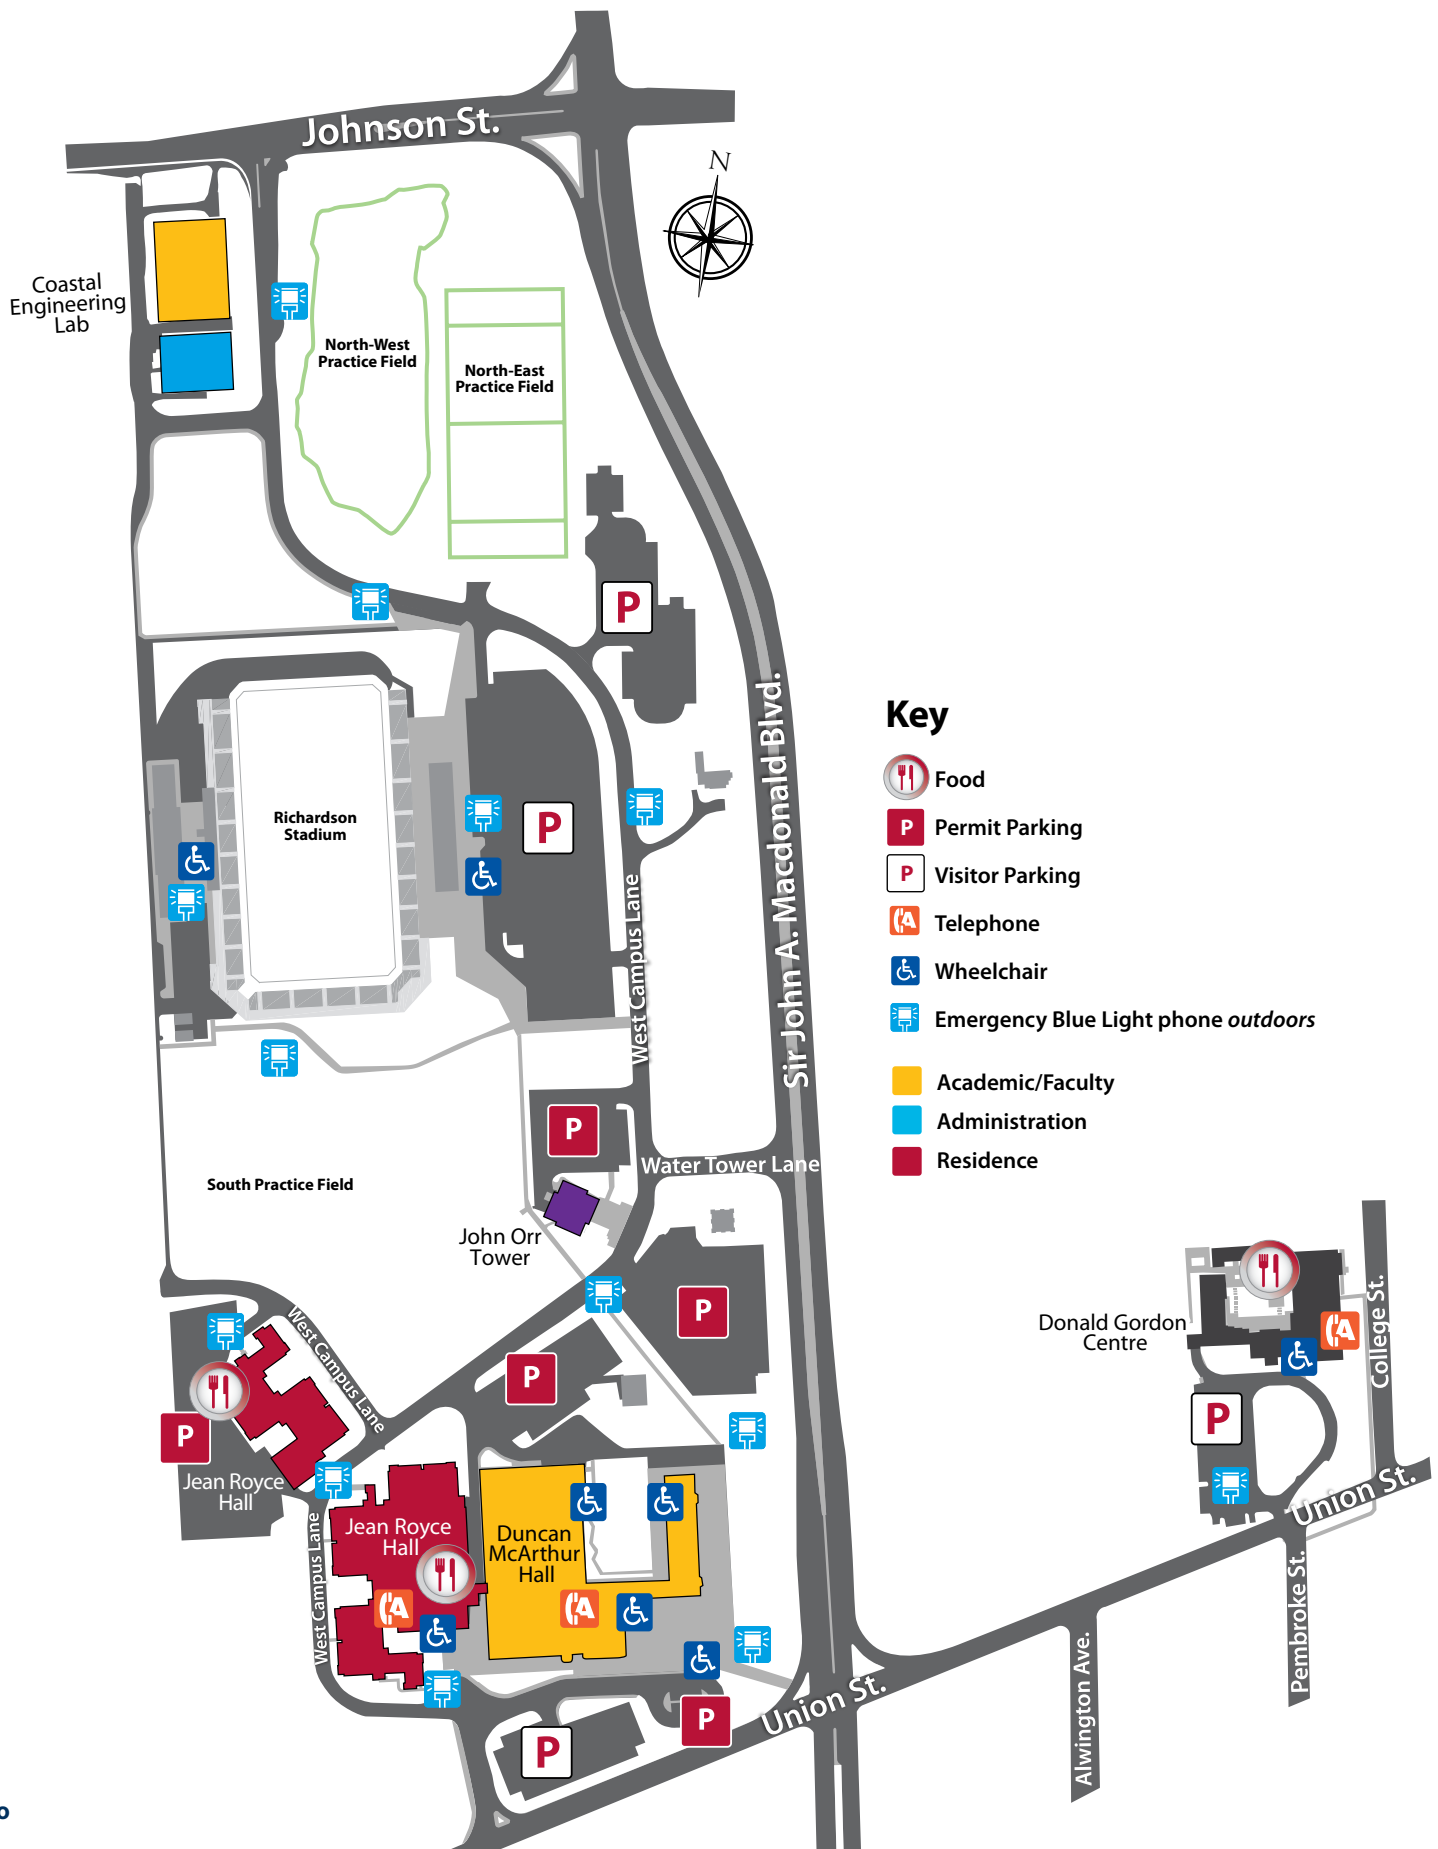 Johnson St.
N
Coastal
Engineering
Lab
North-West
Practice Field
North-East
Practice Field
P
Sir John A. Macdonald Blvd.
Key
Food
P Permit Parking
P Visitor Parking
A Telephone
Wheelchair
Emergency Blue Light phone outdoors
Academic/Faculty
Administration
Residence
Richardson
Stadium
P
West Campus Lane
P
Water Tower Lane
South Practice Field
John Orr
Tower
P
P
West Campus Lane
P
Jean Royce
Hall
Jean Royce
Hall
A
West Campus Lane
Duncan
McArthur
Hall
A
P
P
Union St.
Donald Gordon
Centre
A
College St.
P
Union St.
Pembroke St.
Alwington Ave.
o